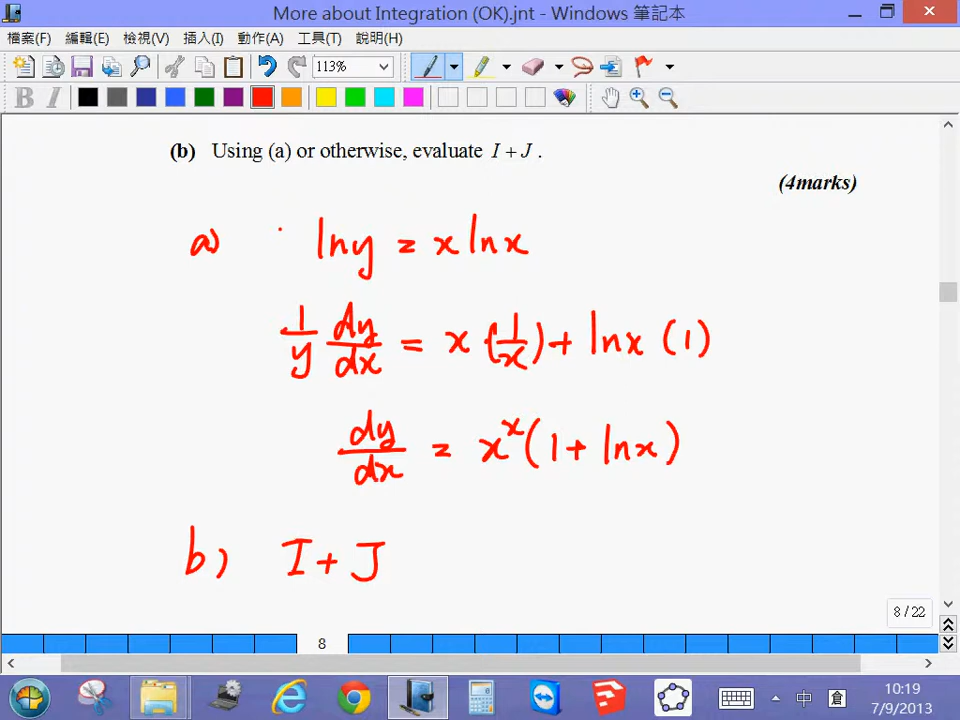 More about Integration (OK).jnt - Windows 筆記本
檔案(F) 編輯(E) 檢視(V) 插入(I) 動作(A) 工具(T) 說明(H)
113%
B I
(b) Using (a) or otherwise, evaluate I + J .
(4marks)
a) ln y = x ln x
1/y dy/dx = x (1/x) + ln x (1)
dy/dx = x^x (1 + ln x)
b) I + J
8 / 22
8
中 倉 10:19
7/9/2013